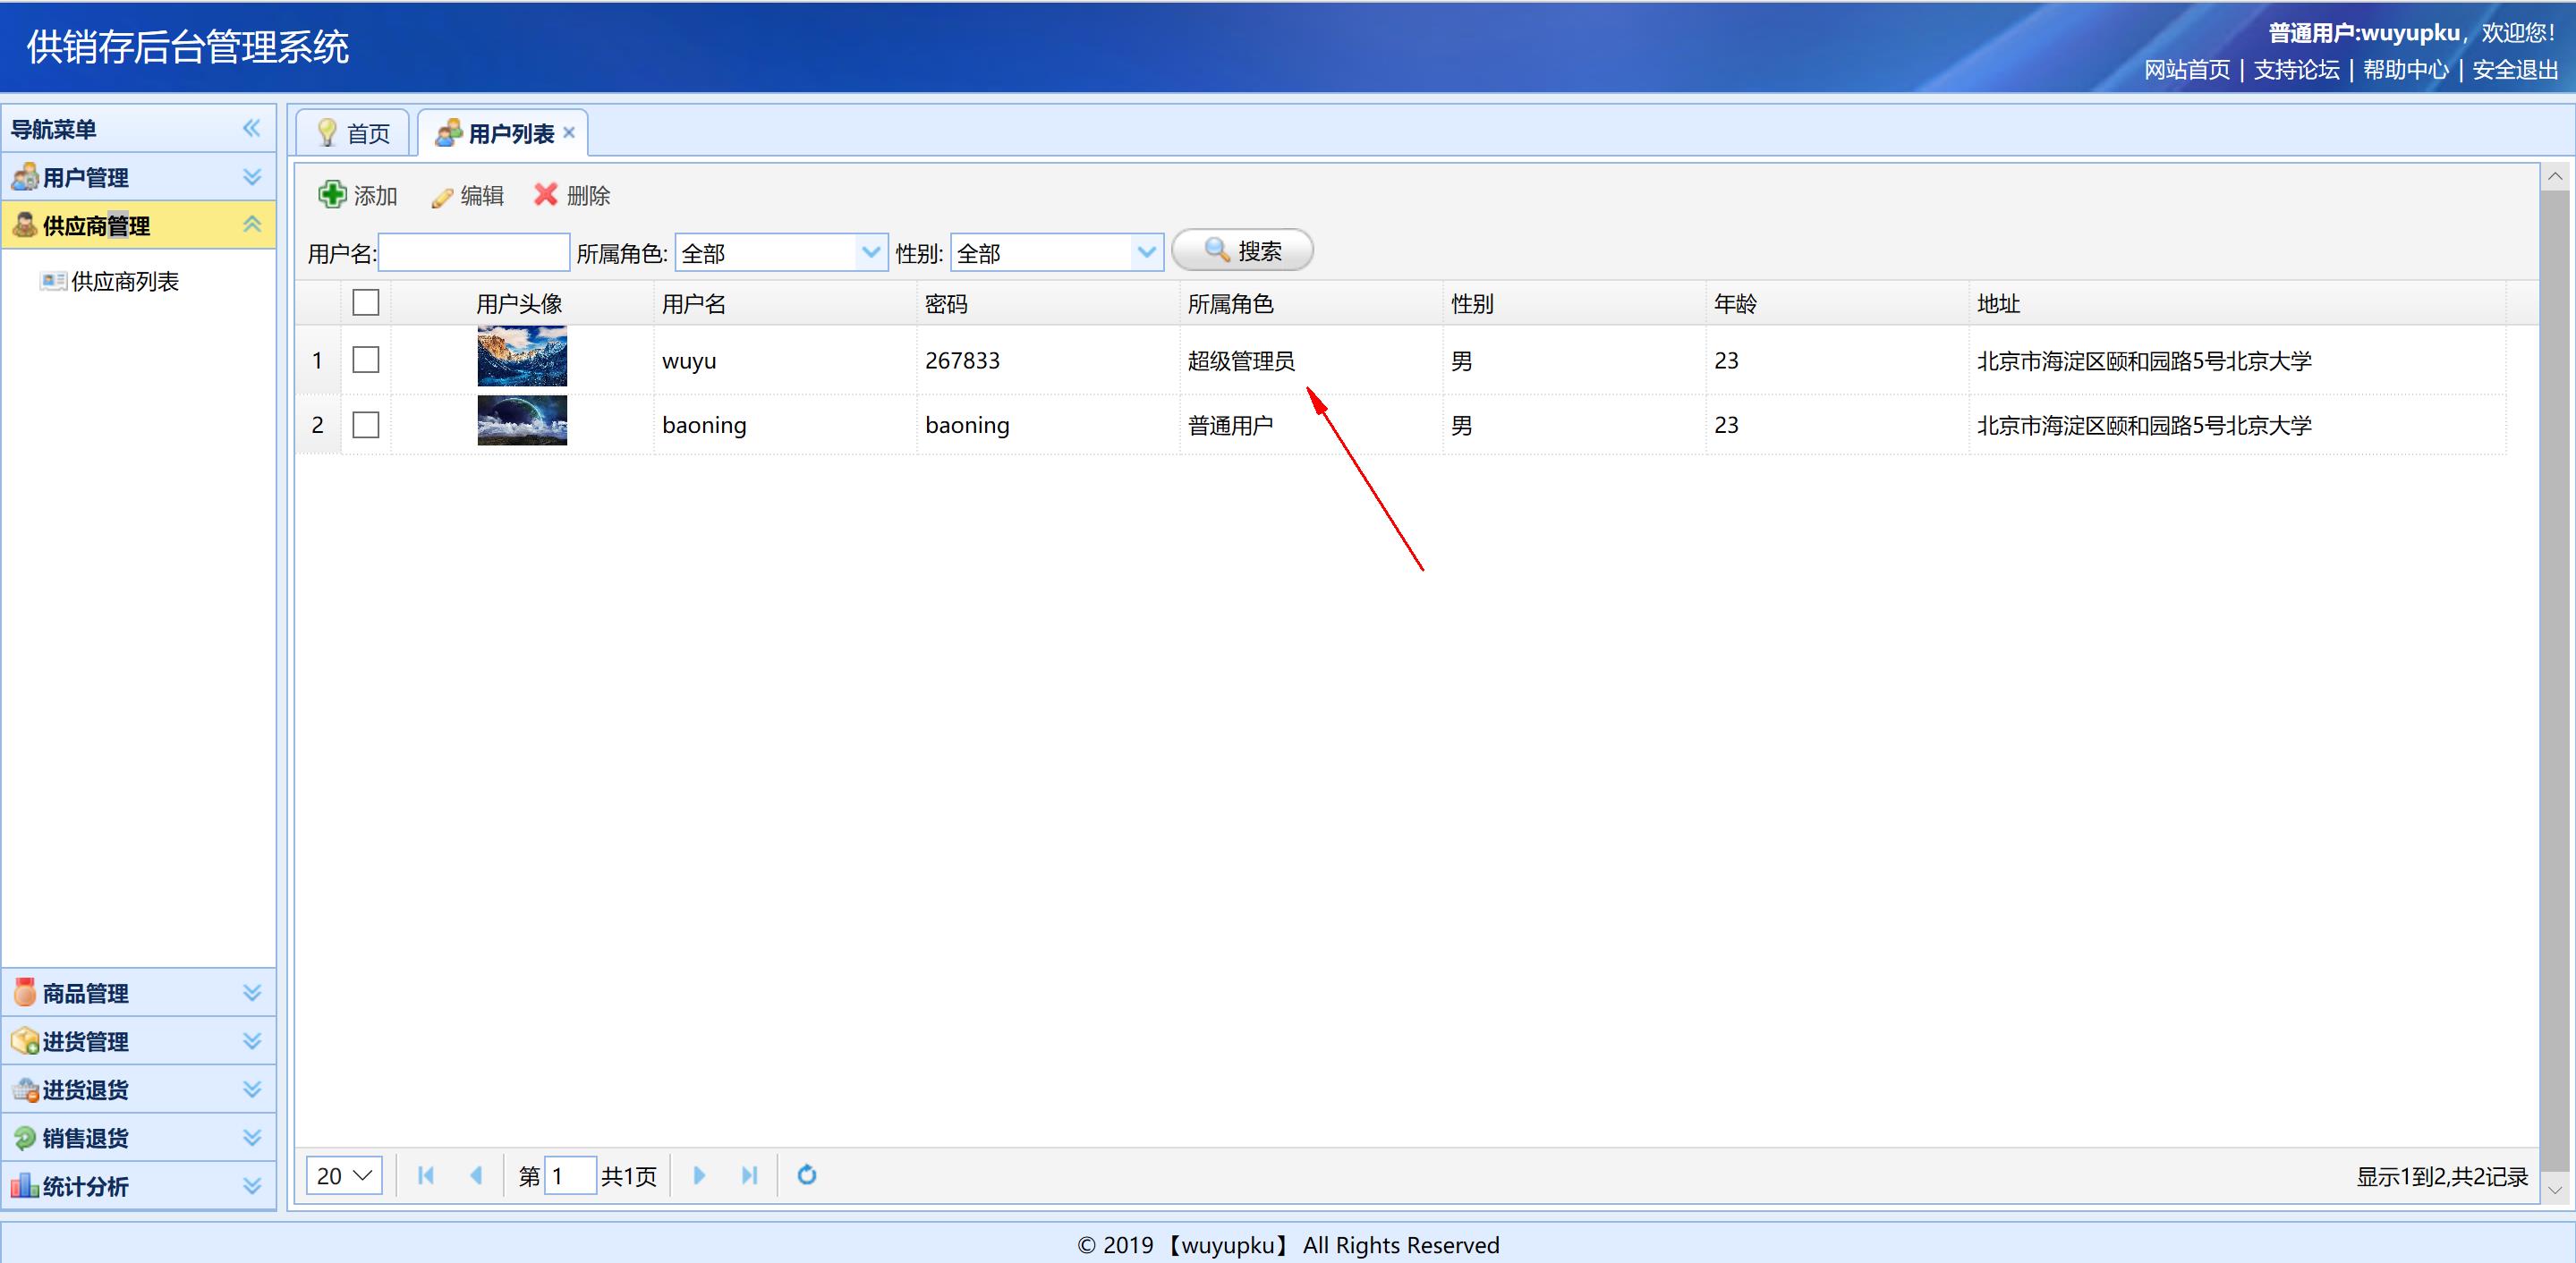 供销存后台管理系统
普通用户:wuyupku，欢迎您！
网站首页 | 支持论坛 | 帮助中心 | 安全退出
导航菜单
用户管理
供应商管理
供应商列表
商品管理
进货管理
进货退货
销售退货
统计分析
首页 用户列表
添加 编辑 删除
用户名: 所属角色: 全部 性别: 全部 搜索
用户头像 用户名 密码 所属角色 性别 年龄 地址
1 wuyu 267833 超级管理员 男 23 北京市海淀区颐和园路5号北京大学
2 baoning baoning 普通用户 男 23 北京市海淀区颐和园路5号北京大学
20 第 1 共1页 显示1到2,共2记录
© 2019 【wuyupku】 All Rights Reserved